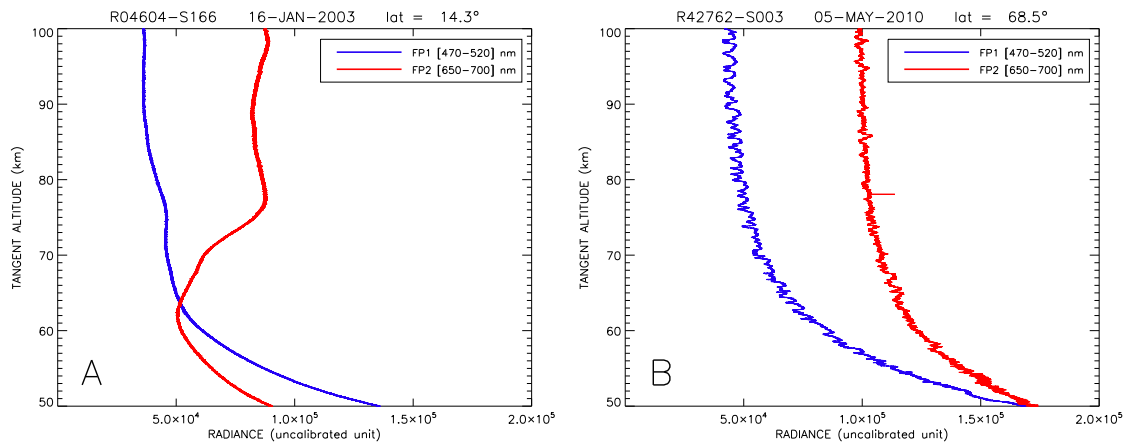 R04604-S166 16-JAN-2003 lat = 14.3°
100
90
80
70
60
50
TANGENT ALTITUDE (km)
FP1 [470-520] nm
FP2 [650-700] nm
A
5.0×10⁴ 1.0×10⁵ 1.5×10⁵ 2.0×10⁵
RADIANCE (uncalibrated unit)
R42762-S003 05-MAY-2010 lat = 68.5°
100
90
80
70
60
50
TANGENT ALTITUDE (km)
FP1 [470-520] nm
FP2 [650-700] nm
B
5.0×10⁴ 1.0×10⁵ 1.5×10⁵ 2.0×10⁵
RADIANCE (uncalibrated unit)